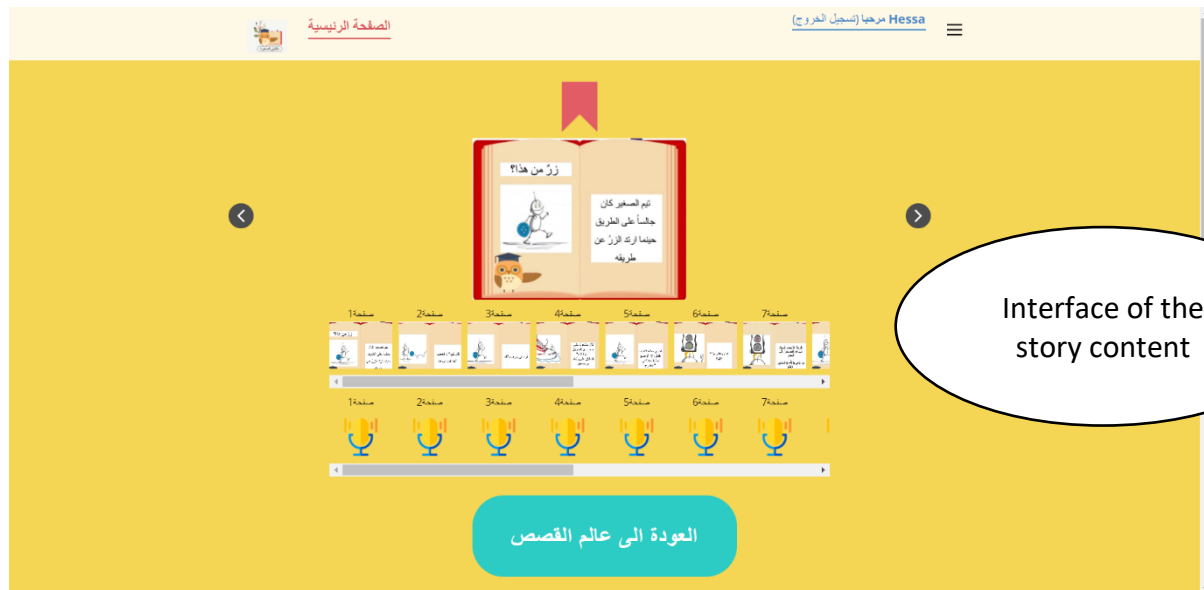 Hessa مرحبا (تسجيل الخروج)
الصفحة الرئيسية
زرٌ من هذا؟
تيم الصغير كان
جالساً على الطريق
حينما ارتد الزرٌ عن
طريقه
Interface of the
story content
صفحة1 صفحة2 صفحة3 صفحة4 صفحة5 صفحة6 صفحة7
صفحة1 صفحة2 صفحة3 صفحة4 صفحة5 صفحة6 صفحة7
العودة الى عالم القصص